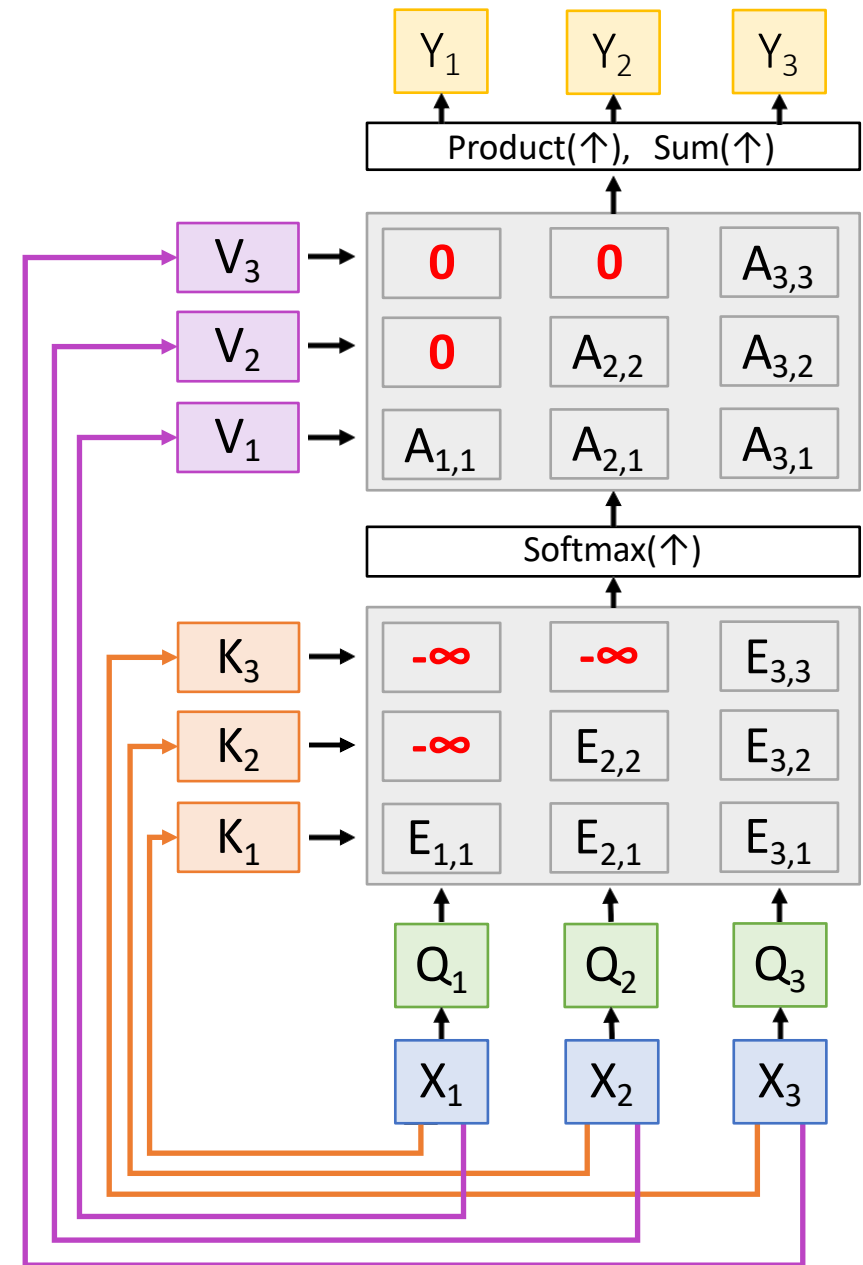 Y₁ Y₂ Y₃
Product(↑), Sum(↑)
V₃ 0 0 A₃,₃
V₂ 0 A₂,₂ A₃,₂
V₁ A₁,₁ A₂,₁ A₃,₁
Softmax(↑)
K₃ -∞ -∞ E₃,₃
K₂ -∞ E₂,₂ E₃,₂
K₁ E₁,₁ E₂,₁ E₃,₁
Q₁ Q₂ Q₃
X₁ X₂ X₃